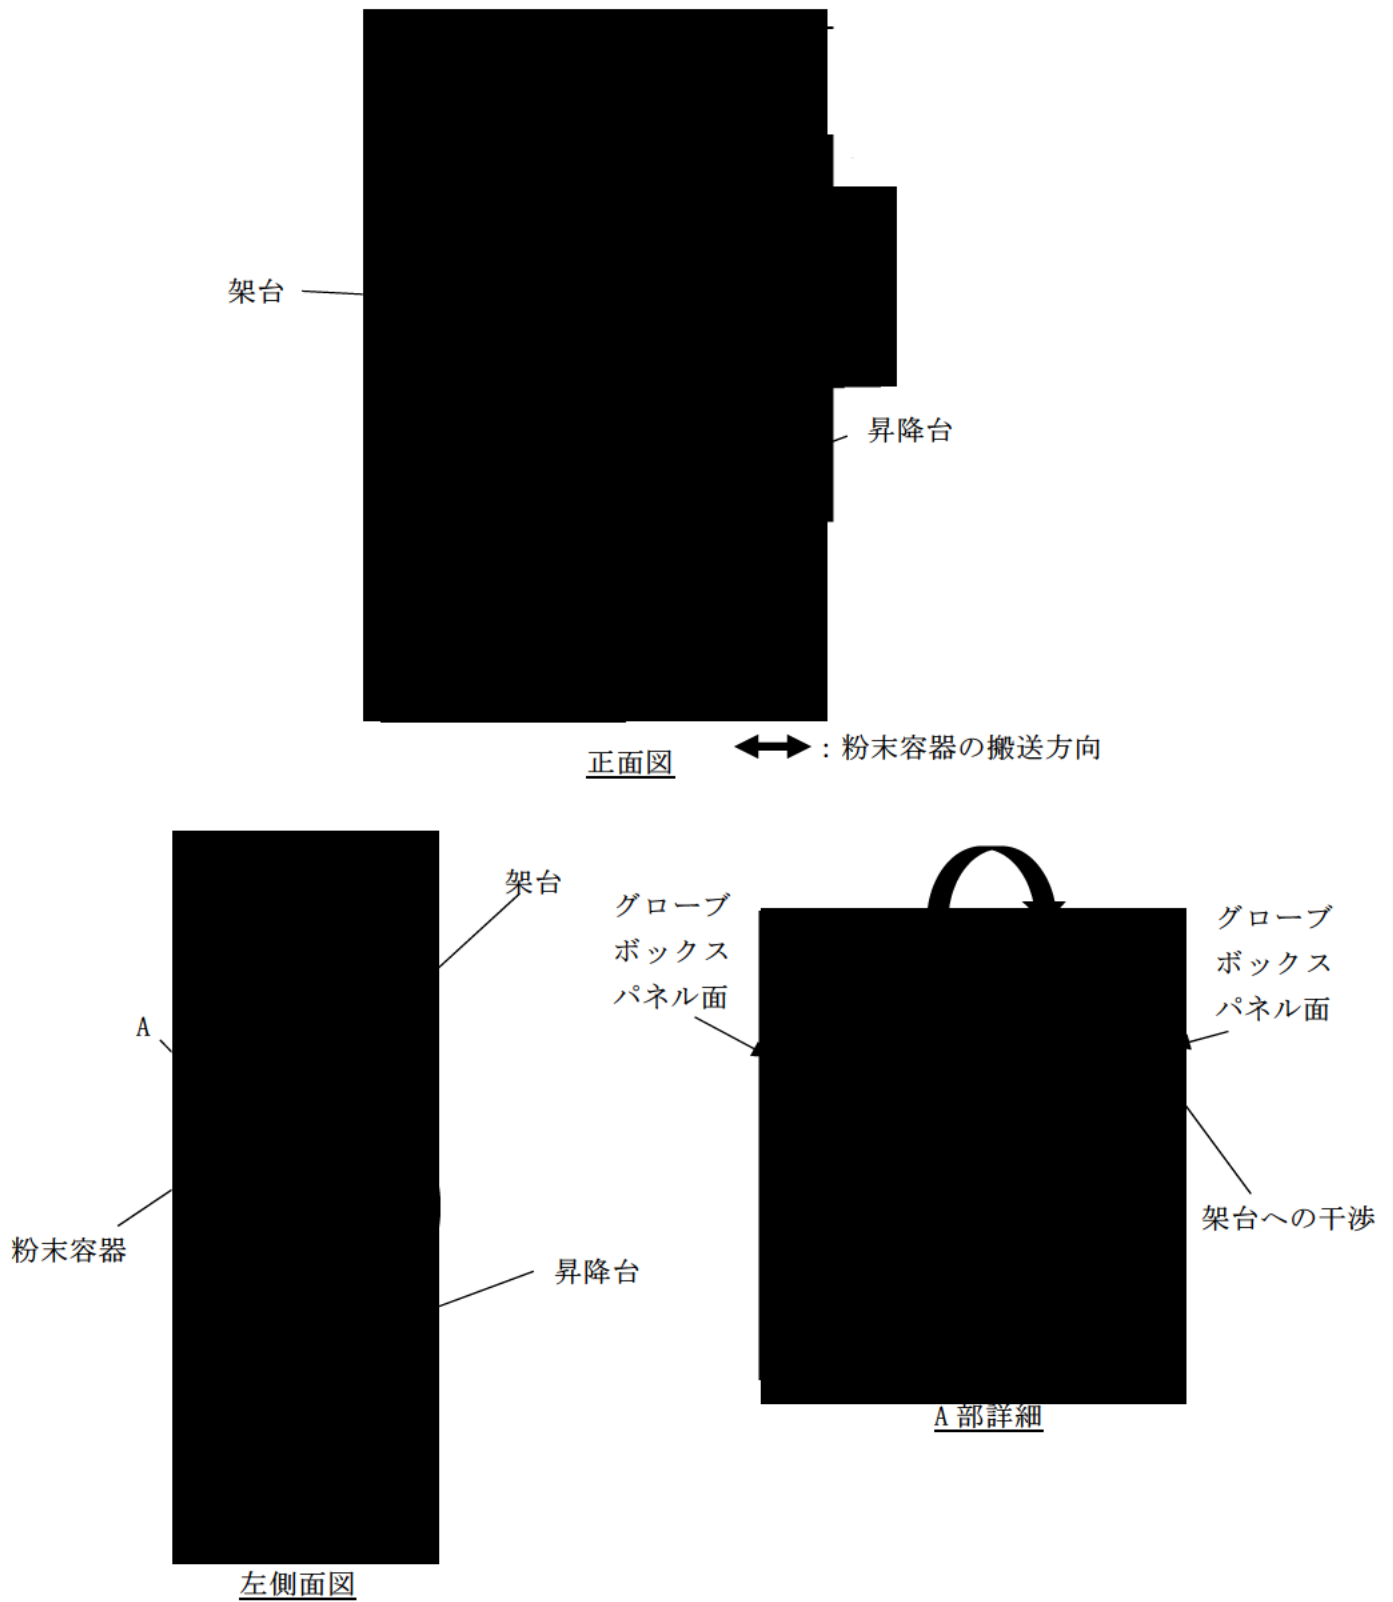 架台
昇降台
正面図
：粉末容器の搬送方向
架台
A
粉末容器
昇降台
左側面図
グローブ
ボックス
パネル面
グローブ
ボックス
パネル面
架台への干渉
A 部詳細